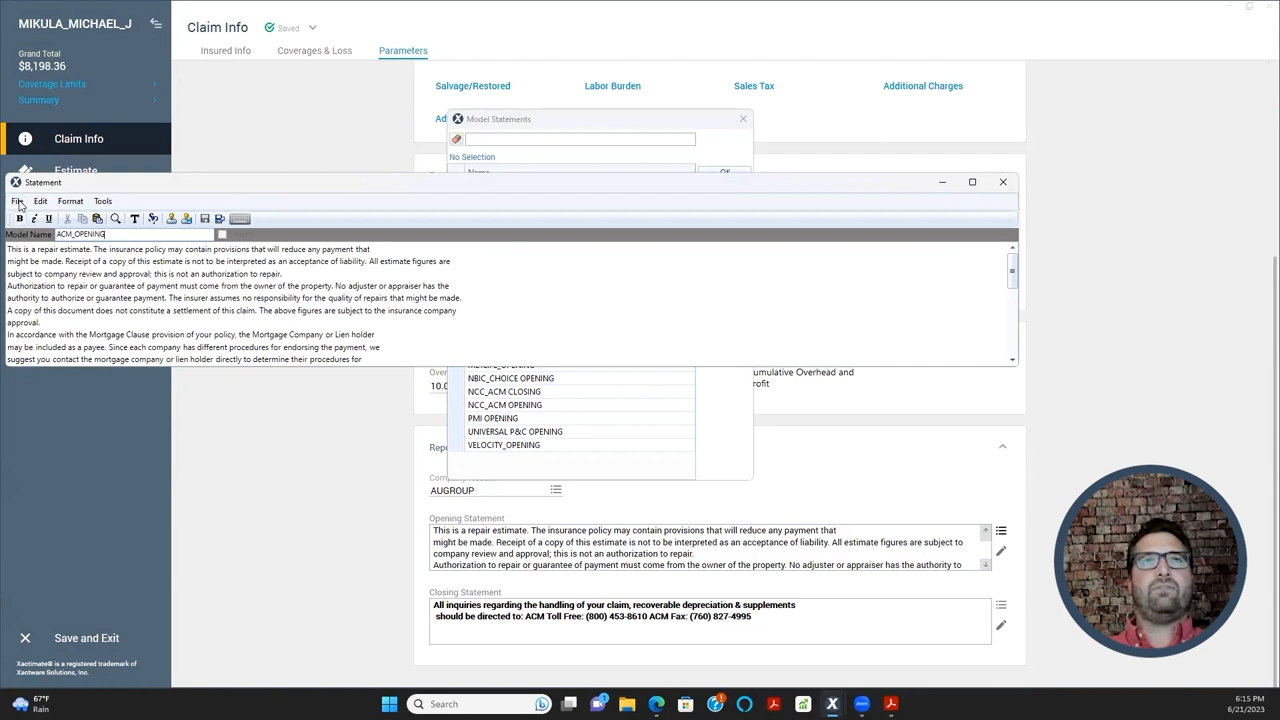 MIKULA_MICHAEL_J
Grand Total
$8,198.36
Coverage Limits
Summary
Claim Info
Estimate
Save and Exit
Xactimate® is a registered trademark of
Xactware Solutions, Inc.
Claim Info
Saved
Insured Info
Coverages & Loss
Parameters
Salvage/Restored
Labor Burden
Sales Tax
Additional Charges
Model Statements
No Selection
Name
OK
Statement
File
Edit
Format
Tools
Model Name
ACM_OPENING
This is a repair estimate. The insurance policy may contain provisions that will reduce any payment that
might be made. Receipt of a copy of this estimate is not to be interpreted as an acceptance of liability. All estimate figures are
subject to company review and approval; this is not an authorization to repair.
Authorization to repair or guarantee of payment must come from the owner of the property. No adjuster or appraiser has the
authority to authorize or guarantee payment. The insurer assumes no responsibility for the quality of repairs that might be made.
A copy of this document does not constitute a settlement of this claim. The above figures are subject to the insurance company
approval.
In accordance with the Mortgage Clause provision of your policy, the Mortgage Company or Lien holder
may be included as a payee. Since each company has different procedures for endorsing the payment, we
suggest you contact the mortgage company or lien holder directly to determine their procedures for
NBIC_CHOICE OPENING
NCC_ACM CLOSING
NCC_ACM OPENING
PMI OPENING
UNIVERSAL P&C OPENING
VELOCITY_OPENING
Over
10.0
umulative Overhead and
rofit
Repo
AUGROUP
Opening Statement
This is a repair estimate. The insurance policy may contain provisions that will reduce any payment that
might be made. Receipt of a copy of this estimate is not to be interpreted as an acceptance of liability. All estimate figures are subject to
company review and approval; this is not an authorization to repair.
Authorization to repair or guarantee of payment must come from the owner of the property. No adjuster or appraiser has the authority to
Closing Statement
All inquiries regarding the handling of your claim, recoverable depreciation & supplements
should be directed to: ACM Toll Free: (800) 453-8610 ACM Fax: (760) 827-4995
67°F
Rain
Search
6:15 PM
6/21/2023